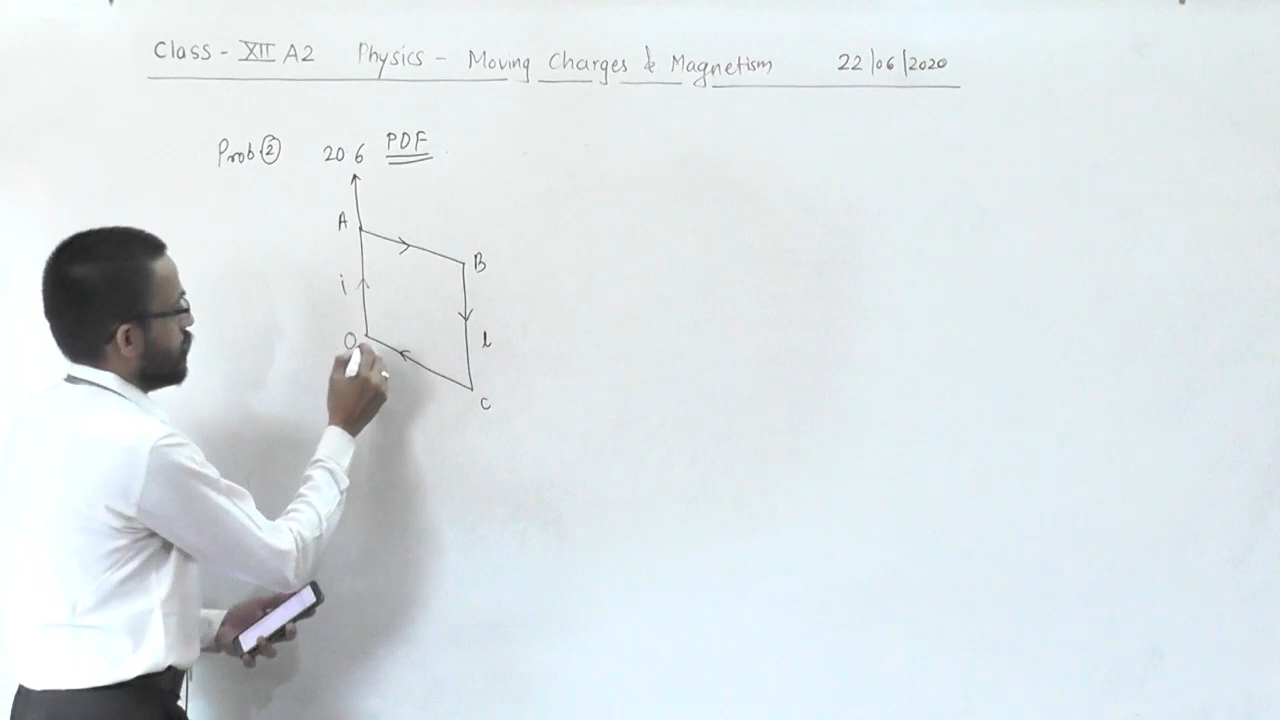 Class - XII A2 Physics - Moving Charges & Magnetism 22/06/2020
Prob ② 20.6 PDF
A
B
i
O
l
C